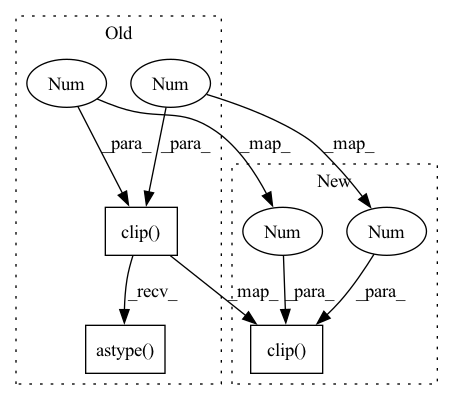 Old
Num
Num
_para_
_para_
_map_
_map_
New
clip()
Num
Num
_recv_
_map_
_para_
_para_
astype()
clip()